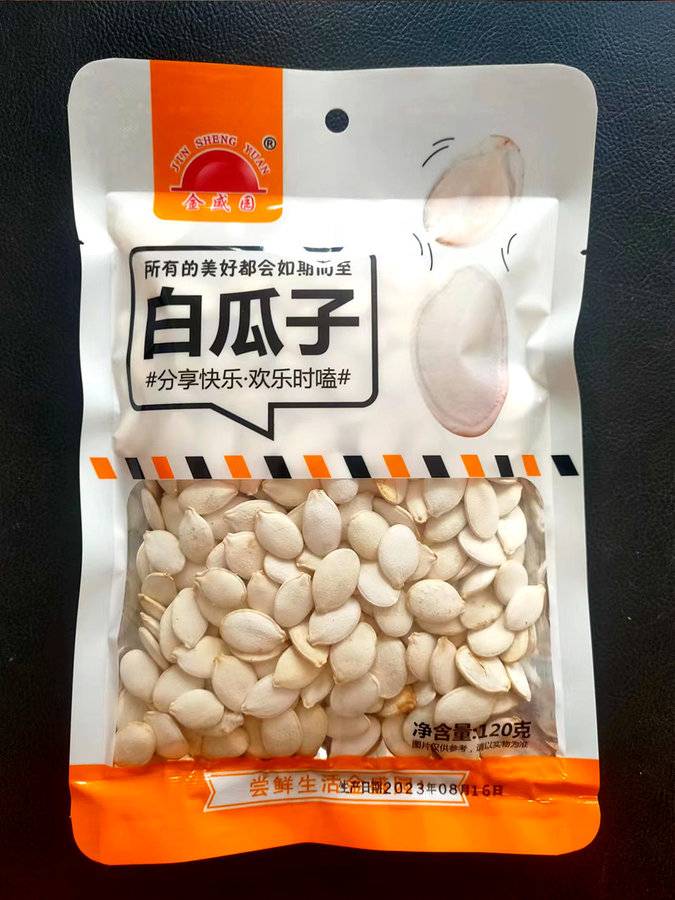 JIN SHENG YUAN ®
金盛园
所有的美好都会如期而至
白瓜子
#分享快乐·欢乐时嗑#
净含量:120克
图片仅供参考，请以实物为准
尝鲜生活
生产日期2023年08月16日